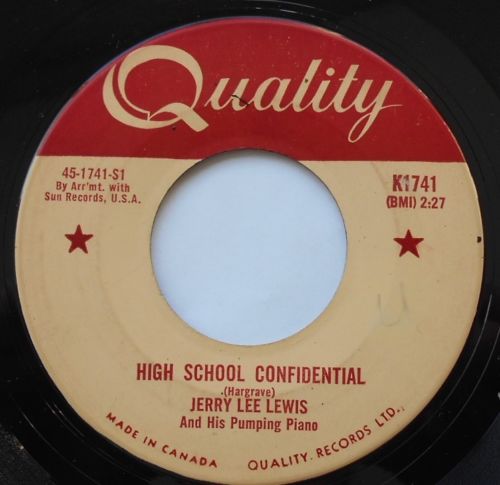 Quality
45-1741-S1
By Arr'mt. with
Sun Records, U.S.A.
K1741
(BMI) 2:27
HIGH SCHOOL CONFIDENTIAL
(Hargrave)
JERRY LEE LEWIS
And His Pumping Piano
MADE IN CANADA QUALITY RECORDS LTD.